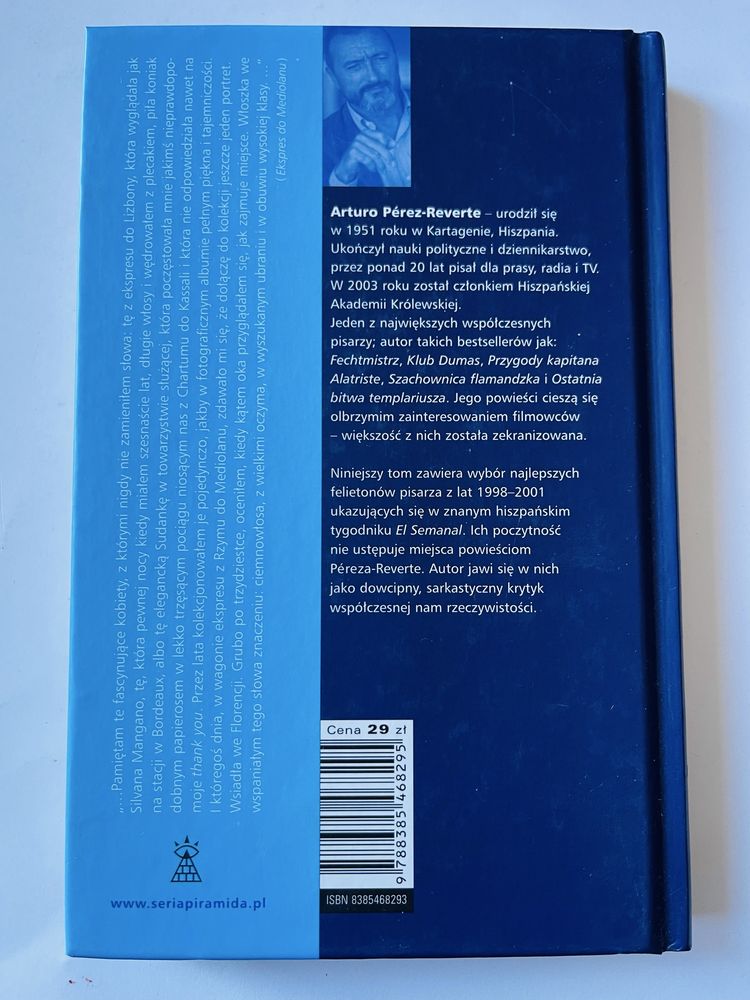 „…Pamiętam te fascynujące kobiety, z którymi nigdy nie zamieniłem słowa: tę z ekspresu do Lizbony, która wyglądała jak
Silvana Mangano, tę, która pewnej nocy kiedy miałem szesnaście lat, długie włosy i wędrowałem z plecakiem, piła koniak
na stacji w Bordeaux, albo tę elegancką Sudankę w towarzystwie służącej, która poczęstowała mnie jakimś nieprawdopo-
dobnym papierosem w lekko trzęsącym pociągu niosącym nas z Chartumu do Kassali i która nie odpowiedziała nawet na
moje thank you. Przez lata kolekcjonowałem je pojedynczo, jakby w fotograficznym albumie pełnym piękna i tajemniczości.
I któregoś dnia, w wagonie ekspresu z Rzymu do Mediolanu, zdawało mi się, że dołączę do kolekcji jeszcze jeden portret.
Wsiadła we Florencji. Grubo po trzydziestce, oceniłem, kiedy kątem oka przyglądałem się, jak zajmuje miejsce. Włoszka we
wspaniałym tego słowa znaczeniu: ciemnowłosa, z wielkimi oczyma, w wyszukanym ubraniu i w obuwiu wysokiej klasy. …”
(Ekspres do Mediolanu)
www.seriapiramida.pl
Arturo Pérez-Reverte – urodził się
w 1951 roku w Kartagenie, Hiszpania.
Ukończył nauki polityczne i dziennikarstwo,
przez ponad 20 lat pisał dla prasy, radia i TV.
W 2003 roku został członkiem Hiszpańskiej
Akademii Królewskiej.
Jeden z największych współczesnych
pisarzy; autor takich bestsellerów jak:
Fechtmistrz, Klub Dumas, Przygody kapitana
Alatriste, Szachownica flamandzka i Ostatnia
bitwa templariusza. Jego powieści cieszą się
olbrzymim zainteresowaniem filmowców
– większość z nich została zekranizowana.
Niniejszy tom zawiera wybór najlepszych
felietonów pisarza z lat 1998–2001
ukazujących się w znanym hiszpańskim
tygodniku El Semanal. Ich poczytność
nie ustępuje miejsca powieściom
Péreza-Reverte. Autor jawi się w nich
jako dowcipny, sarkastyczny krytyk
współczesnej nam rzeczywistości.
Cena 29 zł
9 788385 468295
ISBN 8385468293